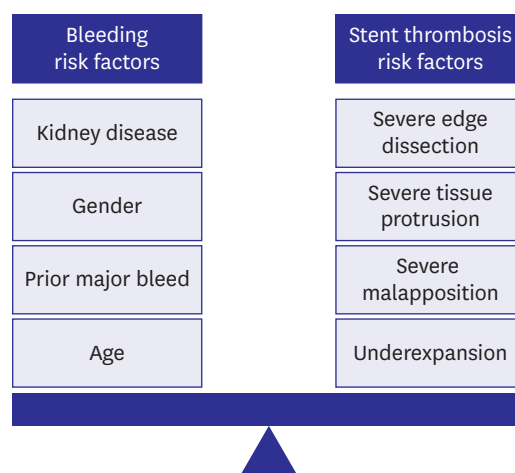 Bleeding
risk factors
Kidney disease
Gender
Prior major bleed
Age
Stent thrombosis
risk factors
Severe edge
dissection
Severe tissue
protrusion
Severe
malapposition
Underexpansion